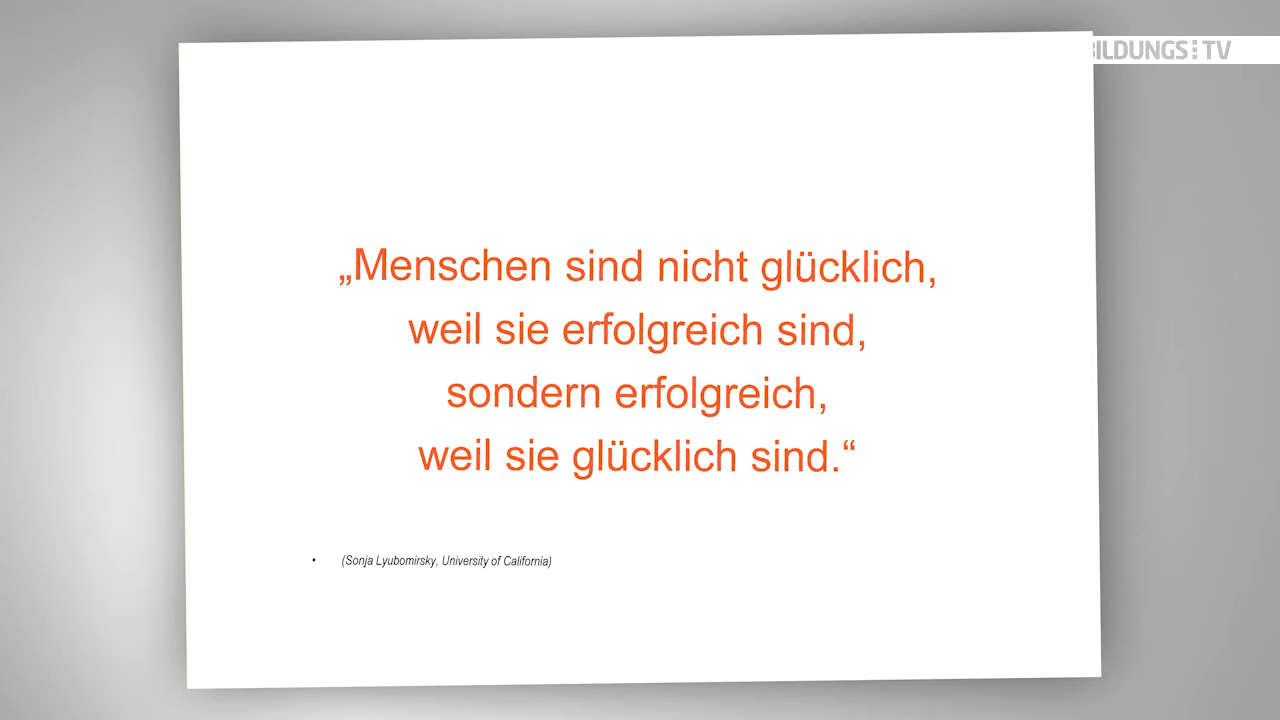 BILDUNGS TV
„Menschen sind nicht glücklich,
weil sie erfolgreich sind,
sondern erfolgreich,
weil sie glücklich sind.“
• (Sonja Lyubomirsky, University of California)